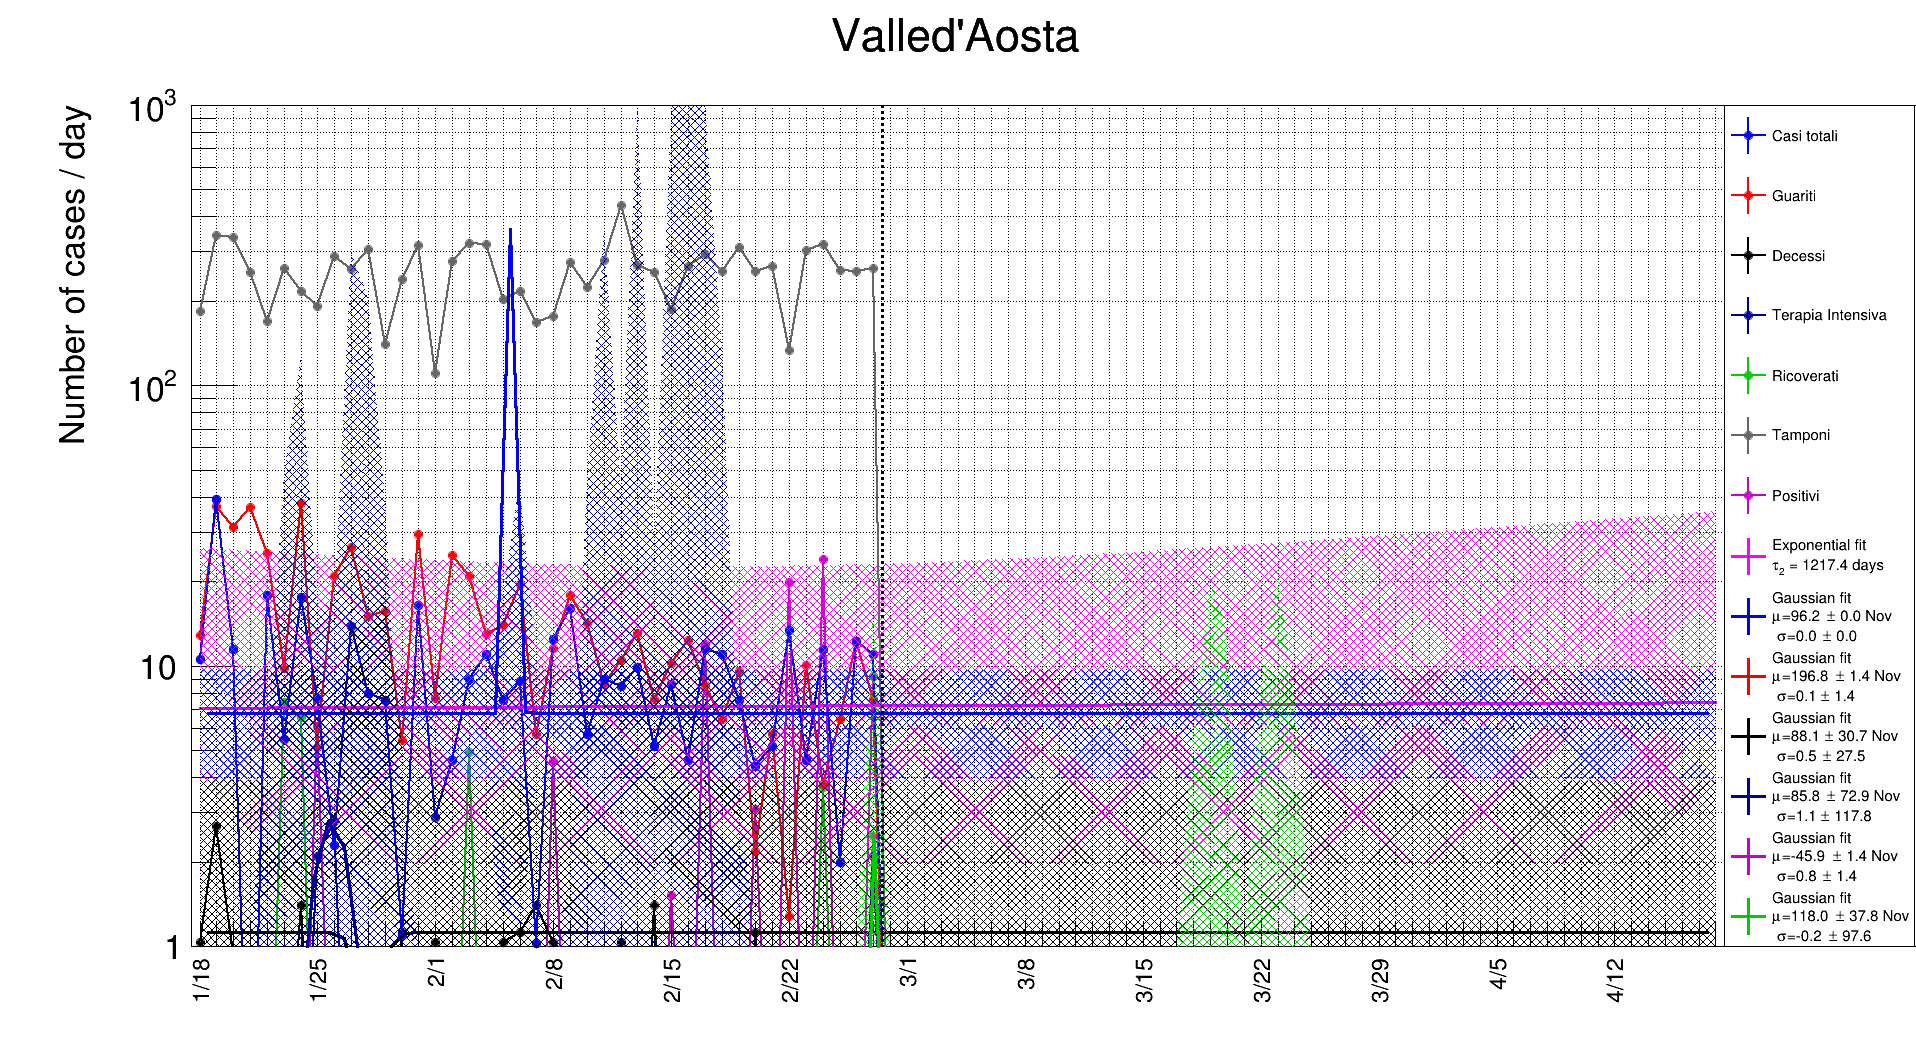 Valled'Aosta
Number of cases / day
10³
10²
10
1
1/18
1/25
2/1
2/8
2/15
2/22
3/1
3/8
3/15
3/22
3/29
4/5
4/12
Casi totali
Guariti
Decessi
Terapia Intensiva
Ricoverati
Tamponi
Positivi
Exponential fit
τ₂ = 1217.4 days
Gaussian fit
μ=96.2 ± 0.0 Nov
σ=0.0 ± 0.0
Gaussian fit
μ=196.8 ± 1.4 Nov
σ=0.1 ± 1.4
Gaussian fit
μ=88.1 ± 30.7 Nov
σ=0.5 ± 27.5
Gaussian fit
μ=85.8 ± 72.9 Nov
σ=1.1 ± 117.8
Gaussian fit
μ=-45.9 ± 1.4 Nov
σ=0.8 ± 1.4
Gaussian fit
μ=118.0 ± 37.8 Nov
σ=-0.2 ± 97.6